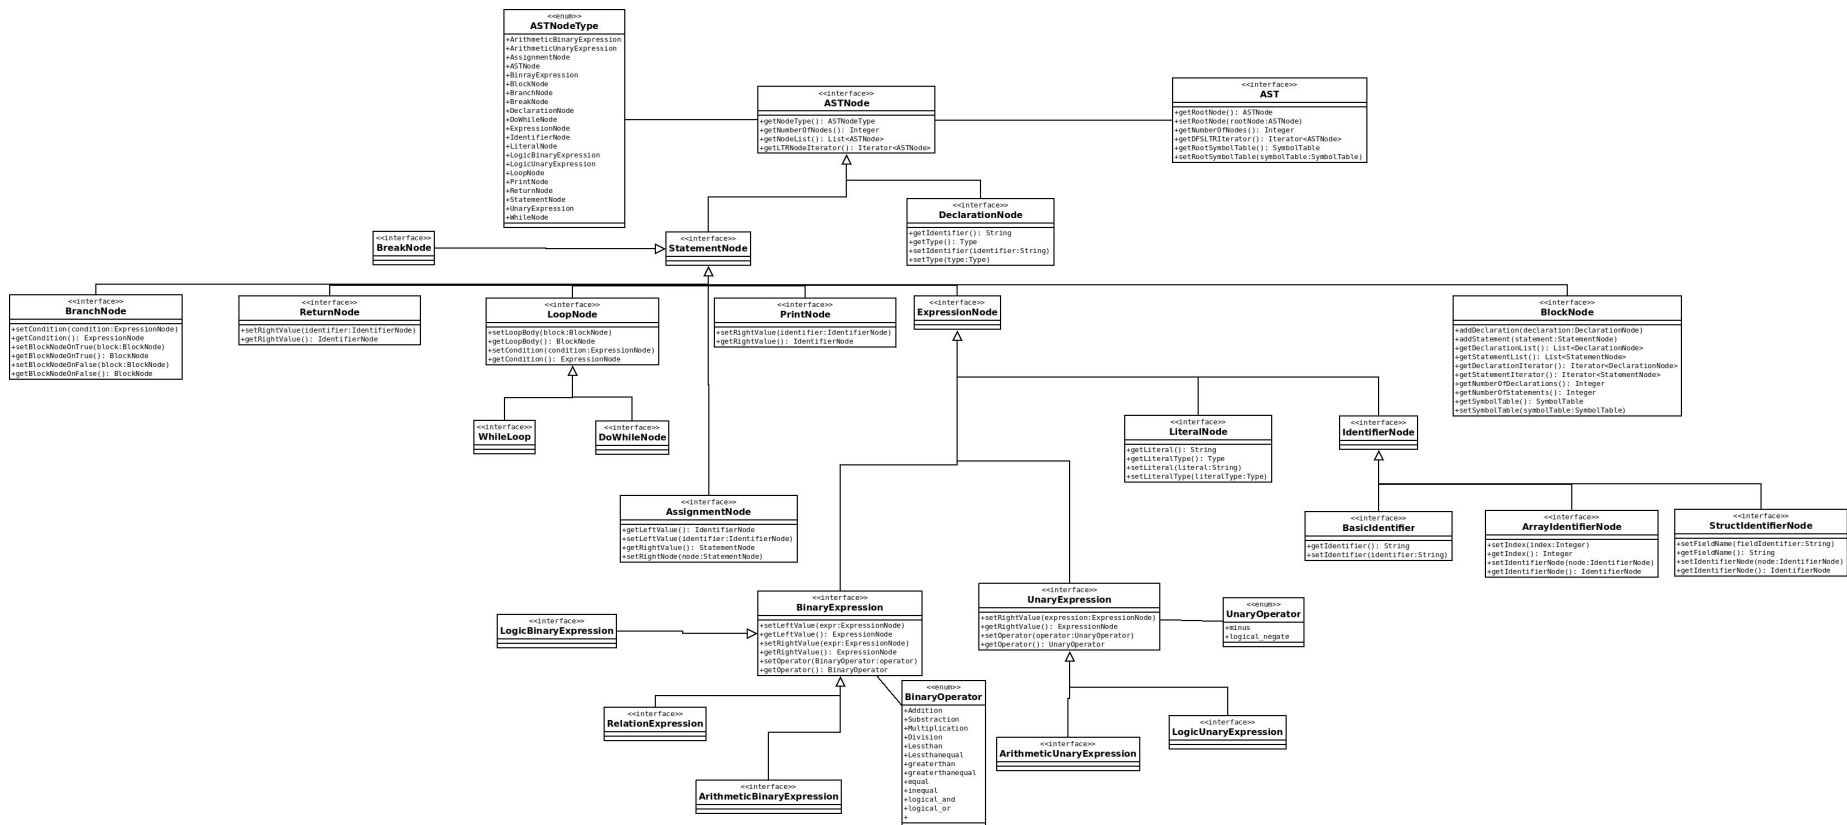 <<enum>>
ASTNodeType
+ArithmeticBinaryExpression
+ArithmeticUnaryExpression
+AssignmentNode
+ASTNode
+BinrayExpression
+BlockNode
+BranchNode
+BreakNode
+DeclarationNode
+DoWhileNode
+ExpressionNode
+IdentifierNode
+LiteralNode
+LogicBinaryExpression
+LogicUnaryExpression
+LoopNode
+PrintNode
+ReturnNode
+StatementNode
+UnaryExpression
+WhileNode
<<interface>>
ASTNode
+getNodeType(): ASTNodeType
+getNumberOfNodes(): Integer
+getNodeList(): List<ASTNode>
+getLTRNodeIterator(): Iterator<ASTNode>
<<interface>>
AST
+getRootNode(): ASTNode
+setRootNode(rootNode:ASTNode)
+getNumberOfNodes(): Integer
+getDFSLTRIterator(): Iterator<ASTNode>
+getRootSymbolTable(): SymbolTable
+setRootSymbolTable(symbolTable:SymbolTable)
<<interface>>
DeclarationNode
+getIdentifier(): String
+getType(): Type
+setIdentifier(identifier:String)
+setType(type:Type)
<<interface>>
BreakNode
<<interface>>
StatementNode
<<interface>>
BranchNode
+setCondition(condition:ExpressionNode)
+getCondition(): ExpressionNode
+setBlockNodeOnTrue(block:BlockNode)
+getBlockNodeOnTrue(): BlockNode
+setBlockNodeOnFalse(block:BlockNode)
+getBlockNodeOnFalse(): BlockNode
<<interface>>
ReturnNode
+setRightValue(identifier:IdentifierNode)
+getRightValue(): IdentifierNode
<<interface>>
LoopNode
+setLoopBody(block:BlockNode)
+getLoopBody(): BlockNode
+setCondition(condition:ExpressionNode)
+getCondition(): ExpressionNode
<<interface>>
PrintNode
+setRightValue(identifier:IdentifierNode)
+getRightValue(): IdentifierNode
<<interface>>
ExpressionNode
<<interface>>
BlockNode
+addDeclaration(declaration:DeclarationNode)
+addStatement(statement:StatementNode)
+getDeclarationList(): List<DeclarationNode>
+getStatementList(): List<StatementNode>
+getDeclarationIterator(): Iterator<DeclarationNode>
+getStatementIterator(): Iterator<StatementNode>
+getNumberOfDeclarations(): Integer
+getNumberOfStatements(): Integer
+getSymbolTable(): SymbolTable
+setSymbolTable(symbolTable:SymbolTable)
<<interface>>
WhileLoop
<<interface>>
DoWhileNode
<<interface>>
LiteralNode
+getLiteral(): String
+getLiteralType(): Type
+setLiteral(literal:String)
+setLiteralType(literalType:Type)
<<interface>>
IdentifierNode
<<interface>>
AssignmentNode
+getLeftValue(): IdentifierNode
+setLeftValue(identifier:IdentifierNode)
+getRightValue(): StatementNode
+setRightNode(node:StatementNode)
<<interface>>
BasicIdentifier
+getIdentifier(): String
+setIdentifier(identifier:String)
<<interface>>
ArrayIdentifierNode
+setIndex(index:Integer)
+getIndex(): Integer
+setIdentifierNode(node:IdentifierNode)
+getIdentifierNode(): IdentifierNode
<<interface>>
StructIdentifierNode
+setFieldName(fieldIdentifier:String)
+getFieldName(): String
+setIdentifierNode(node:IdentifierNode)
+getIdentifierNode(): IdentifierNode
<<interface>>
LogicBinaryExpression
<<interface>>
BinaryExpression
+setLeftValue(expr:ExpressionNode)
+getLeftValue(): ExpressionNode
+setRightValue(expr:ExpressionNode)
+getRightValue(): ExpressionNode
+setOperator(BinaryOperator:operator)
+getOperator(): BinaryOperator
<<interface>>
UnaryExpression
+setRightValue(expression:ExpressionNode)
+getRightValue(): ExpressionNode
+setOperator(operator:UnaryOperator)
+getOperator(): UnaryOperator
<<enum>>
UnaryOperator
+minus
+logical_negate
<<interface>>
RelationExpression
<<interface>>
ArithmeticBinaryExpression
<<enum>>
BinaryOperator
+Addition
+Substraction
+Multiplication
+Division
+Lessthan
+Lessthanequal
+greaterthan
+greaterthanequal
+equal
+inequal
+logical_and
+logical_or
+
<<interface>>
ArithmeticUnaryExpression
<<interface>>
LogicUnaryExpression